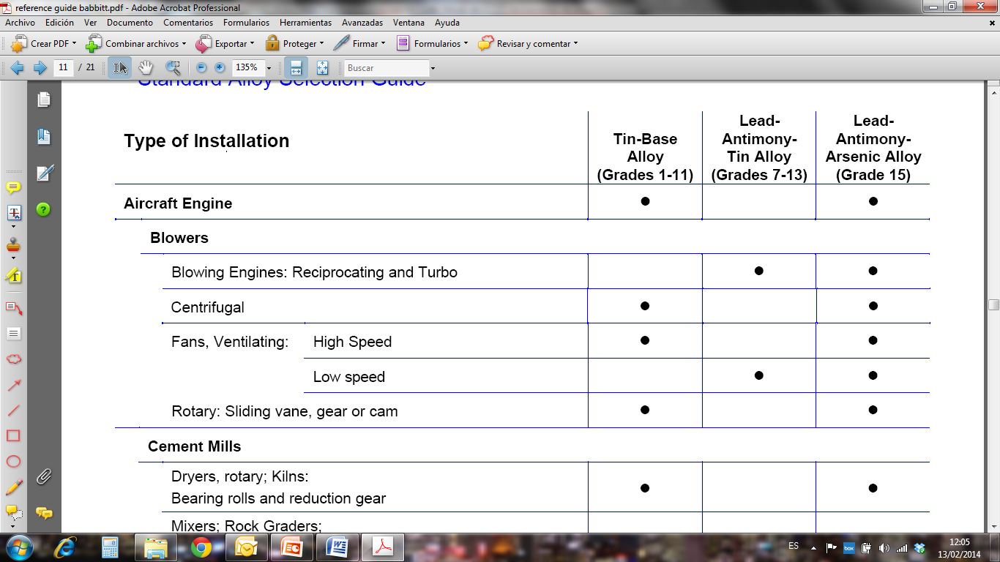 reference guide babbitt.pdf - Adobe Acrobat Professional
Archivo Edición Ver Documento Comentarios Formularios Herramientas Avanzadas Ventana Ayuda
Crear PDF Combinar archivos Exportar Proteger Firmar Formularios Revisar y comentar
11 / 21 135% Buscar
Standard Alloy Selection Guide
Type of Installation
Tin-Base
Alloy
(Grades 1-11)
Lead-
Antimony-
Tin Alloy
(Grades 7-13)
Lead-
Antimony-
Arsenic Alloy
(Grade 15)
Aircraft Engine ● ●
Blowers
Blowing Engines: Reciprocating and Turbo ● ●
Centrifugal ● ●
Fans, Ventilating: High Speed ● ●
Low speed ● ●
Rotary: Sliding vane, gear or cam ● ●
Cement Mills
Dryers, rotary; Kilns:
Bearing rolls and reduction gear ● ●
Mixers; Rock Graders;
ES 12:05
13/02/2014